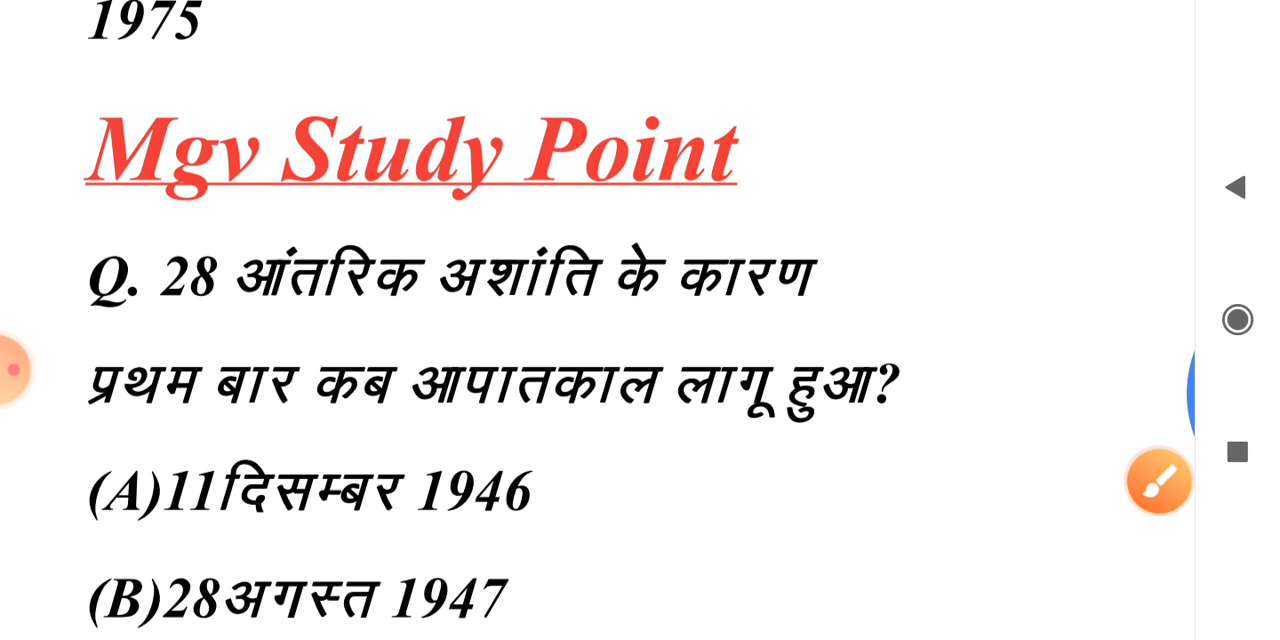 1975
Mgv Study Point
Q. 28 आंतरिक अशांति के कारण
प्रथम बार कब आपातकाल लागू हुआ?
(A)11दिसम्बर 1946
(B)28अगस्त 1947